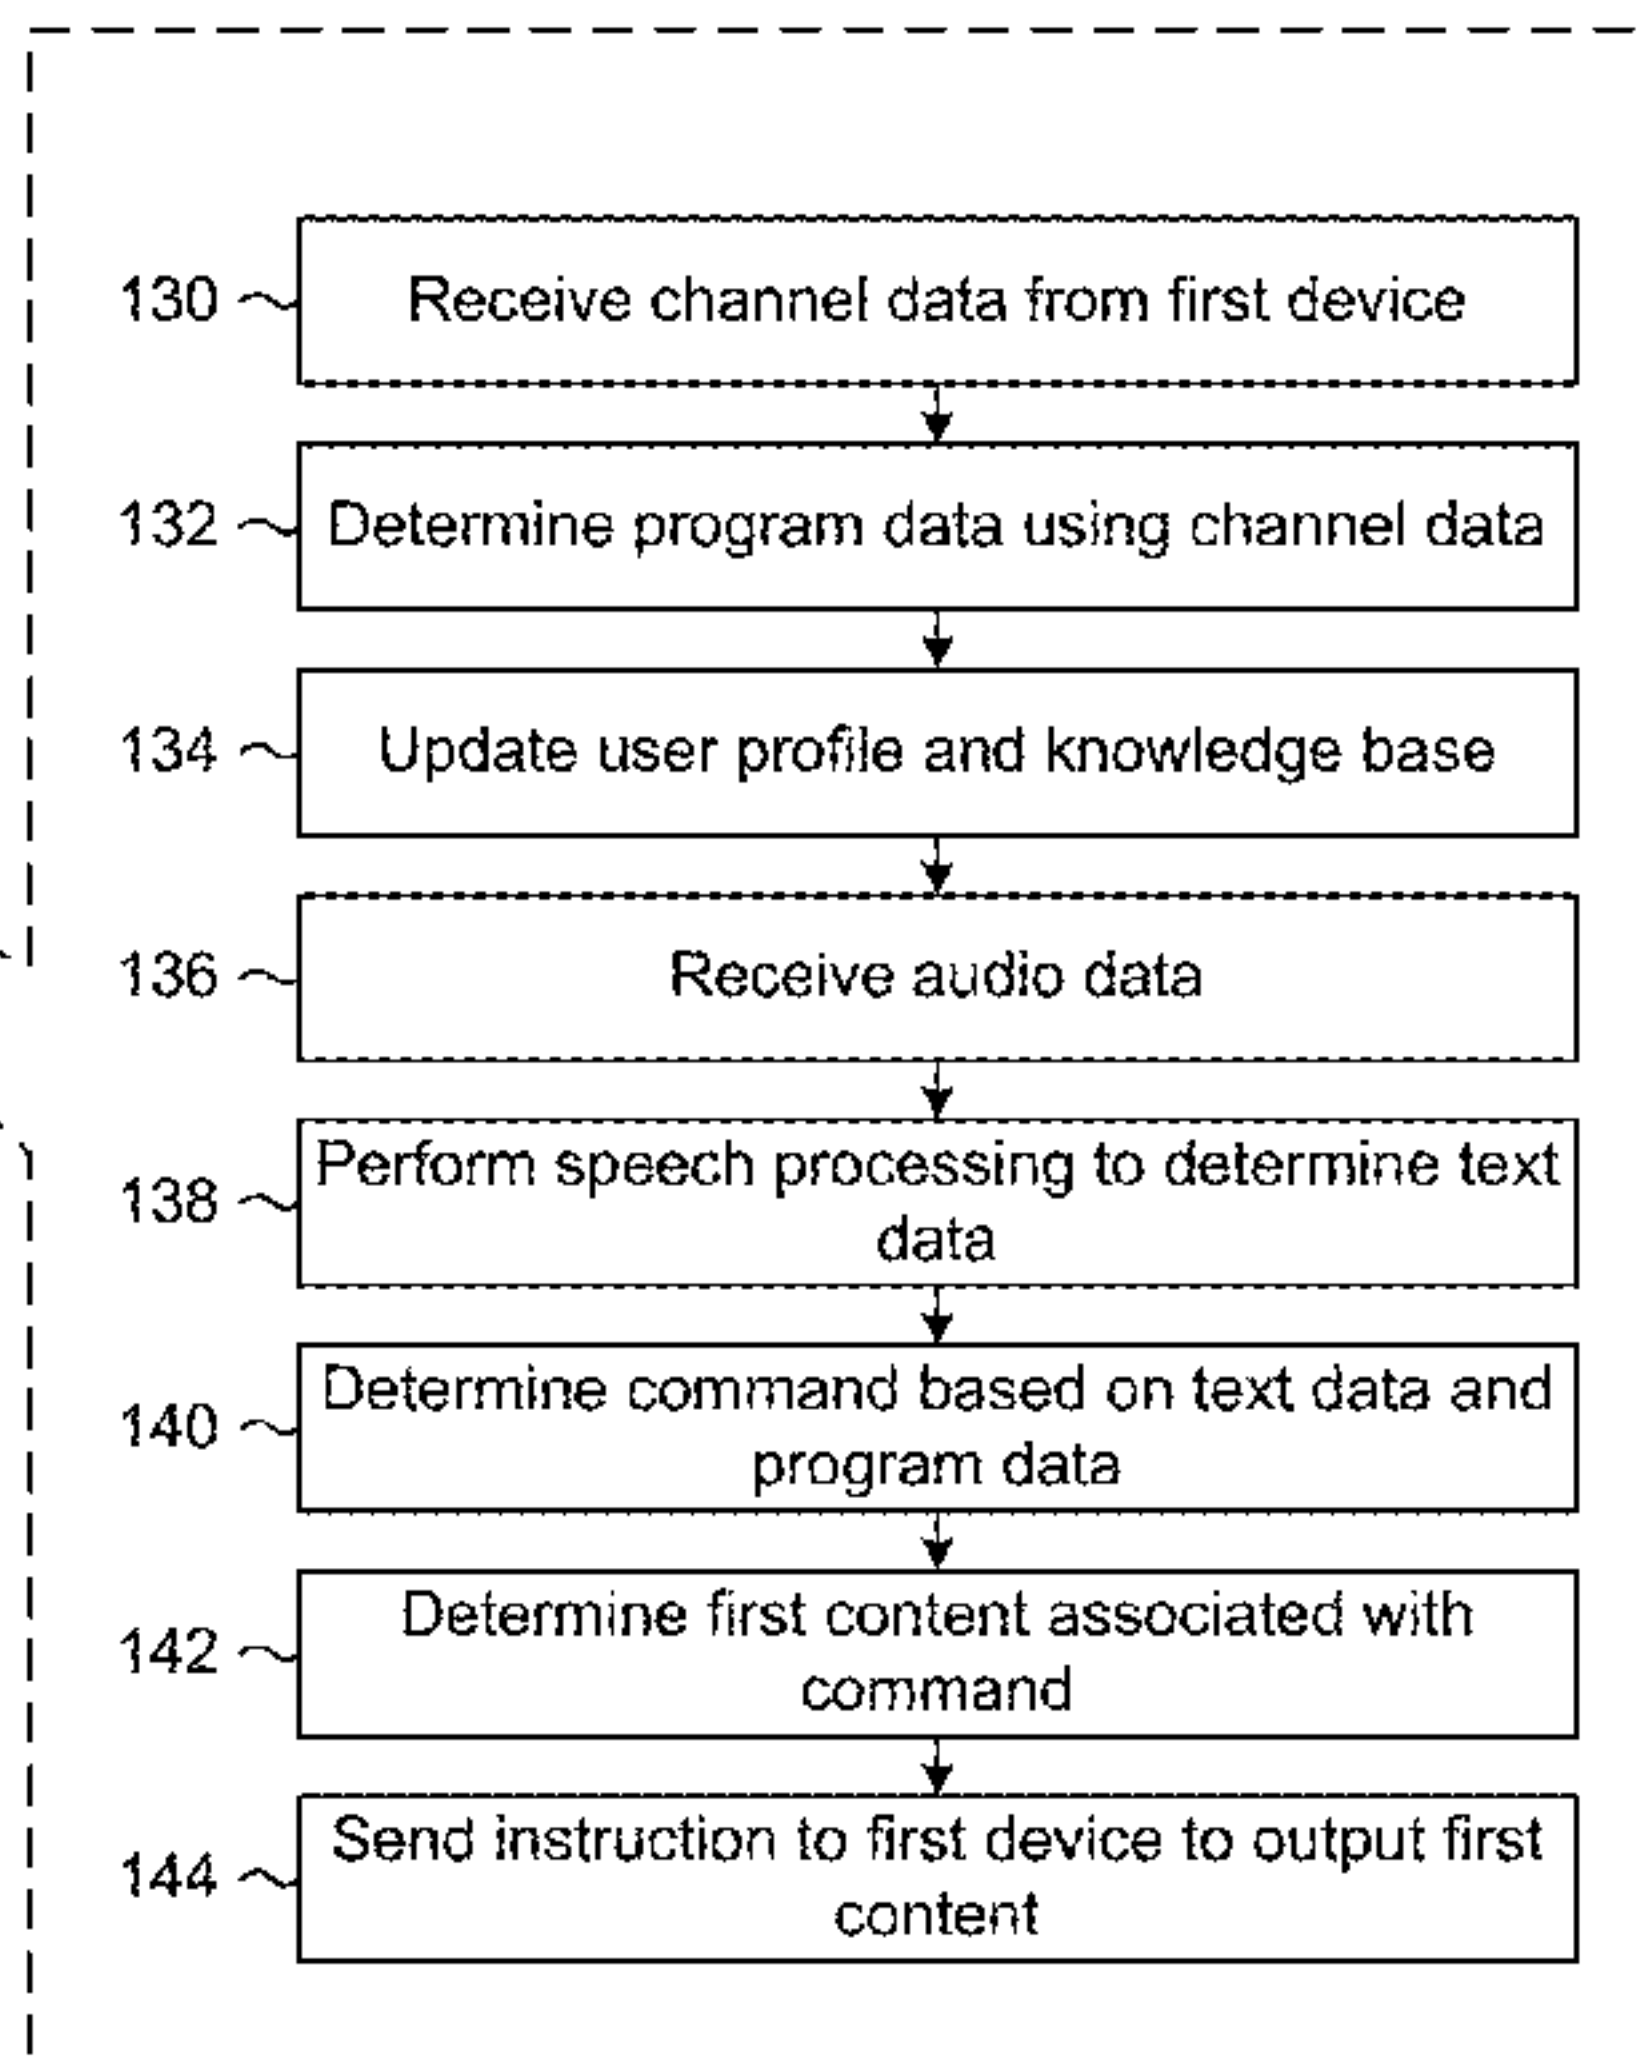 130
Receive channel data from first device
132
Determine program data using channel data
134
Update user profile and knowledge base
136
Receive audio data
138
Perform speech processing to determine text
data
140
Determine command based on text data and
program data
142
Determine first content associated with
command
144
Send instruction to first device to output first
content